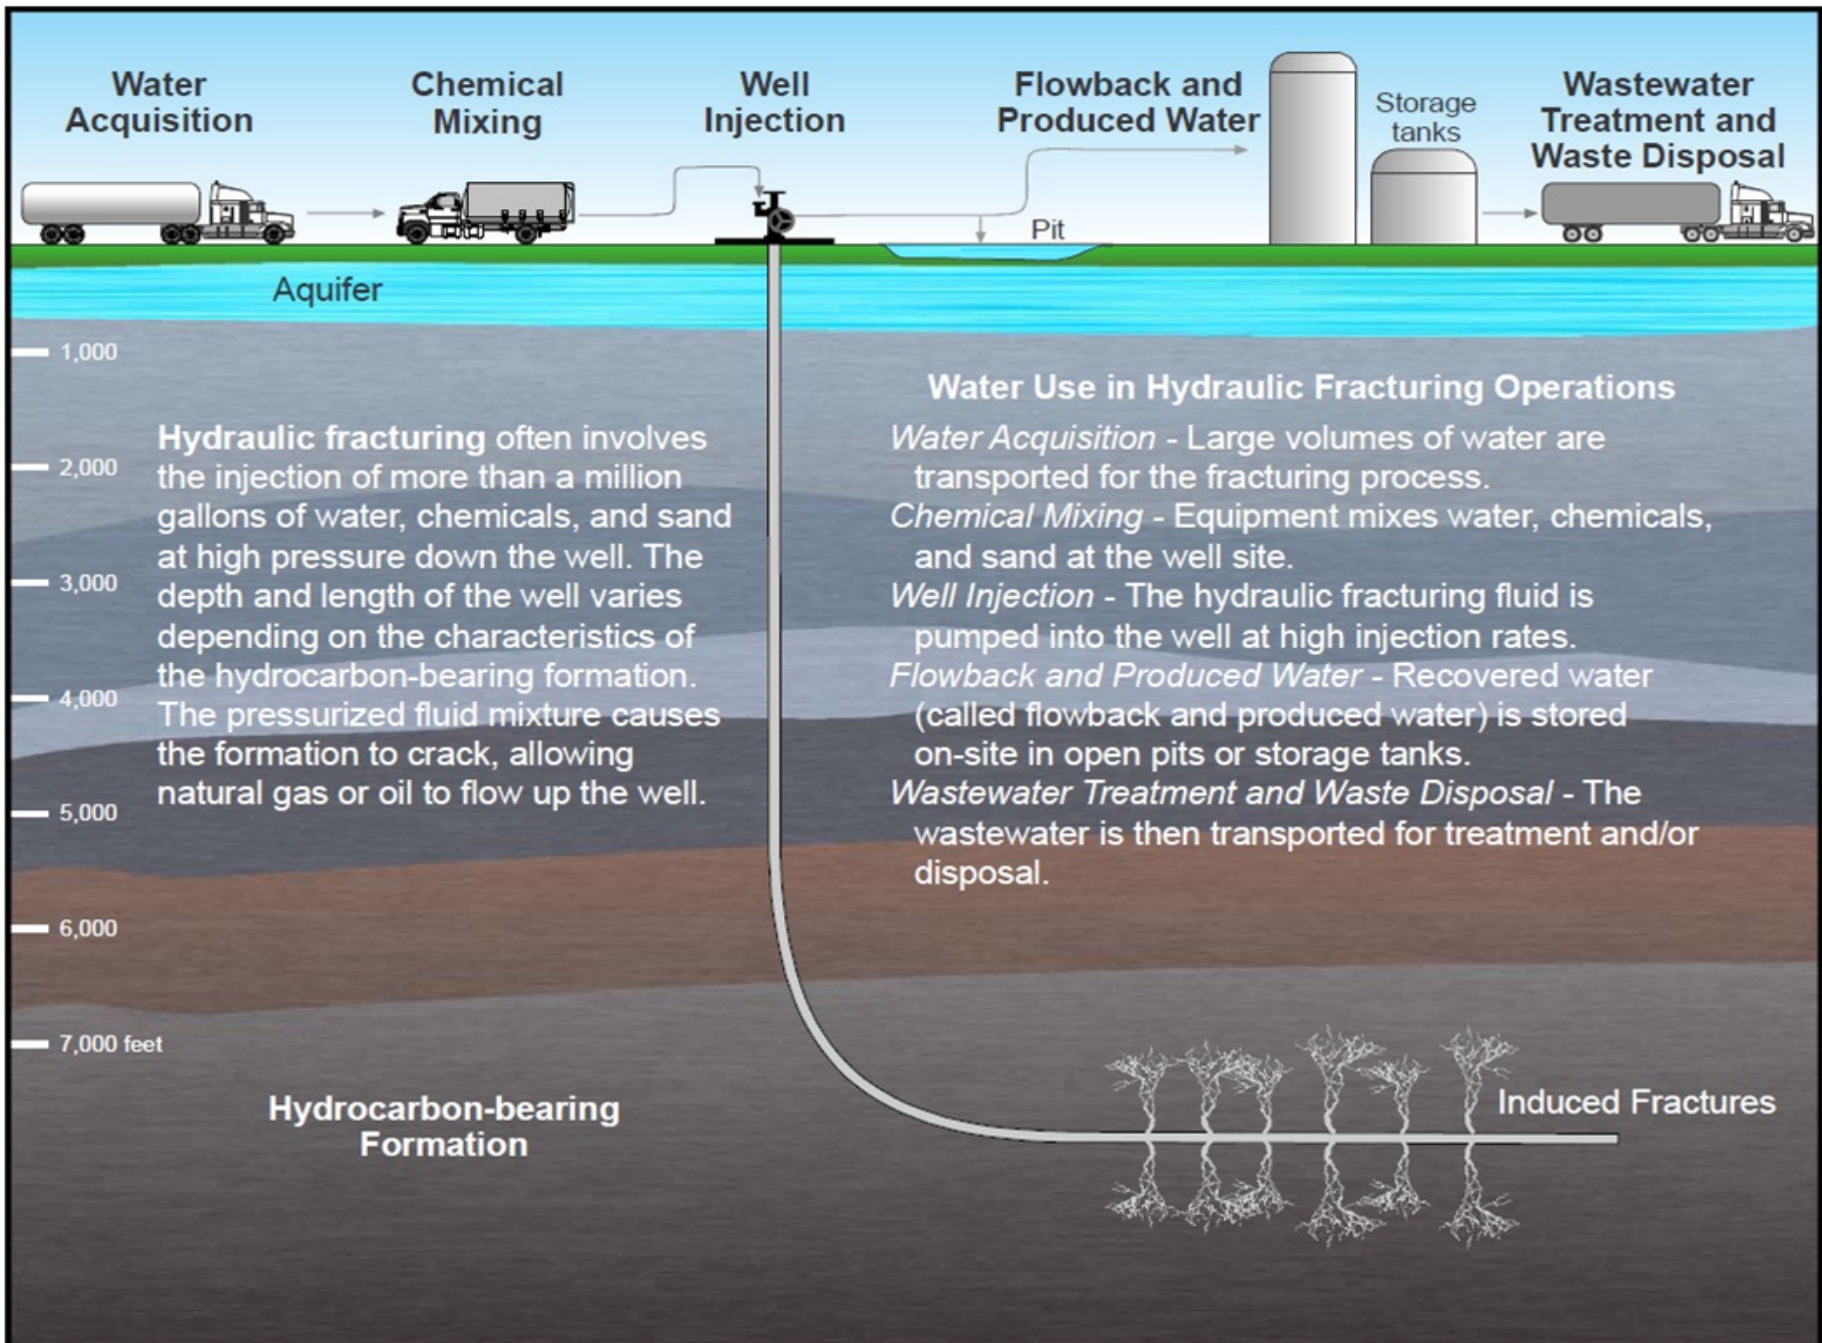 Water
Acquisition
Chemical
Mixing
Well
Injection
Flowback and
Produced Water
Storage
tanks
Wastewater
Treatment and
Waste Disposal
Pit
Aquifer
1,000
2,000
3,000
4,000
5,000
6,000
7,000 feet
Hydraulic fracturing often involves
the injection of more than a million
gallons of water, chemicals, and sand
at high pressure down the well. The
depth and length of the well varies
depending on the characteristics of
the hydrocarbon-bearing formation.
The pressurized fluid mixture causes
the formation to crack, allowing
natural gas or oil to flow up the well.
Water Use in Hydraulic Fracturing Operations
Water Acquisition - Large volumes of water are
transported for the fracturing process.
Chemical Mixing - Equipment mixes water, chemicals,
and sand at the well site.
Well Injection - The hydraulic fracturing fluid is
pumped into the well at high injection rates.
Flowback and Produced Water - Recovered water
(called flowback and produced water) is stored
on-site in open pits or storage tanks.
Wastewater Treatment and Waste Disposal - The
wastewater is then transported for treatment and/or
disposal.
Hydrocarbon-bearing
Formation
Induced Fractures